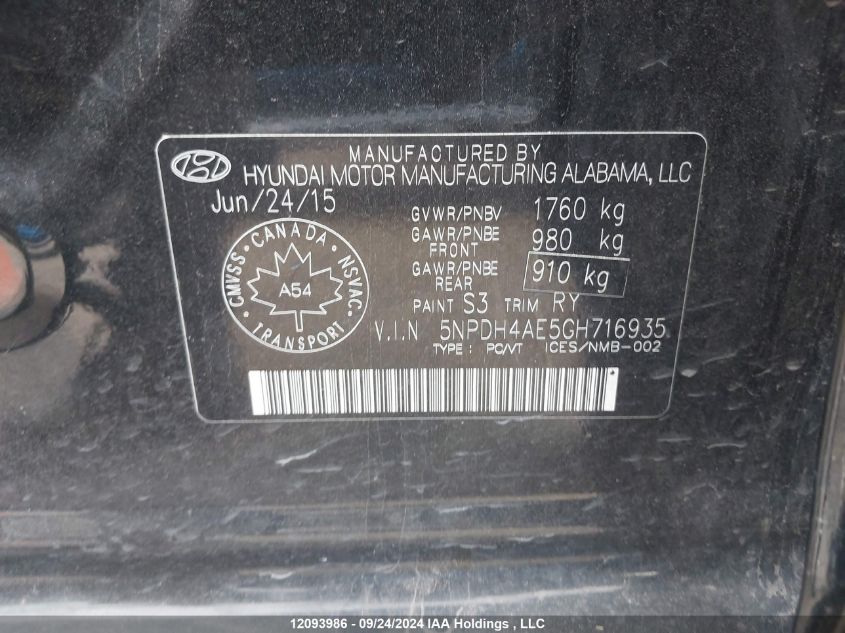 MANUFACTURED BY
HYUNDAI MOTOR MANUFACTURING ALABAMA, LLC
Jun/24/15
GVWR/PNBV 1760 kg
GAWR/PNBE FRONT 980 kg
GAWR/PNBE REAR 910 kg
CANADA
CMVSS · NSVAC
A54
TRANSPORT
PAINT S3 TRIM RY
V.I.N 5NPDH4AE5GH716935
TYPE : PC/VT ICES/NMB-002
12093986 - 09/24/2024 IAA Holdings , LLC